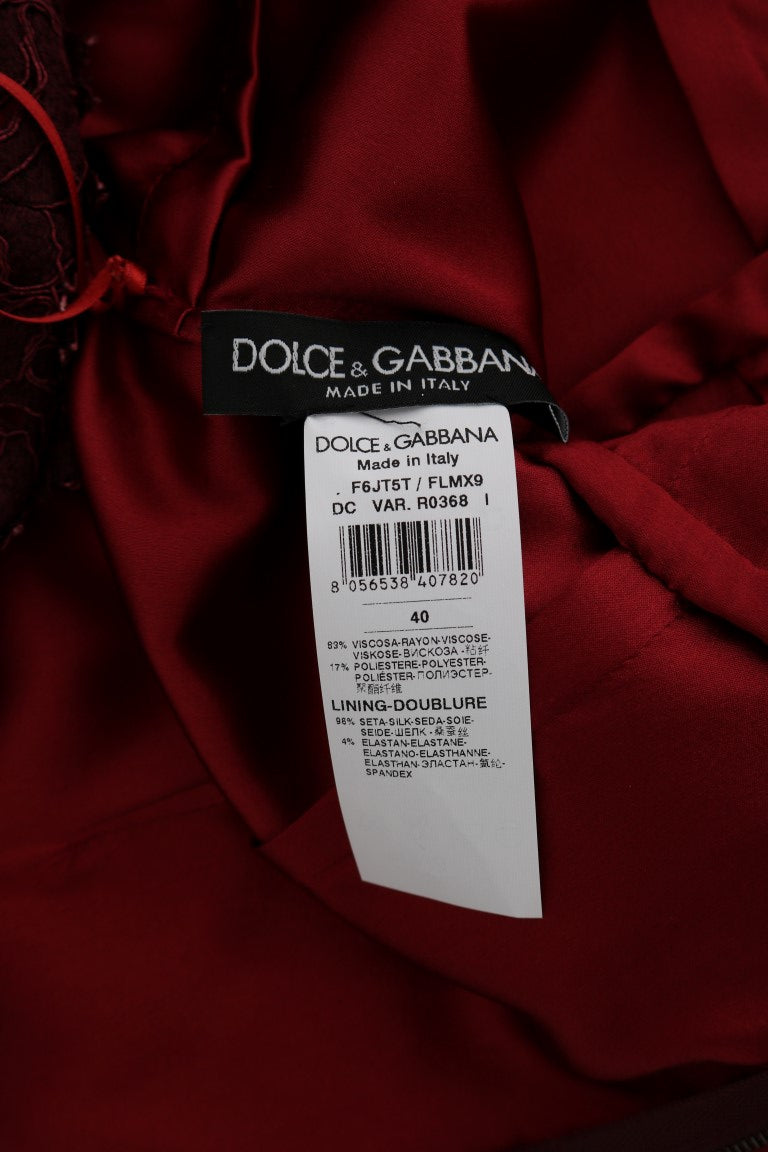 DOLCE & GABBANA
MADE IN ITALY
DOLCE & GABBANA
Made in Italy
F6JT5T / FLMX9
DC VAR. R0368 I
8 056538 407820
40
83% VISCOSA-RAYON-VISCOSE-
VISKOSE-ВИСКОЗА -粘纤
17% POLIESTERE-POLYESTER-
POLIÉSTER-ПОЛИЭСТЕР-
聚酯纤维
LINING-DOUBLURE
96% SETA-SILK-SEDA-SOIE-
SEIDE-ШЕЛК - 桑蚕丝
4% ELASTAN-ELASTANE-
ELASTANO-ELASTHANNE-
ELASTHAN-ЭЛАСТАН-氨纶-
SPANDEX